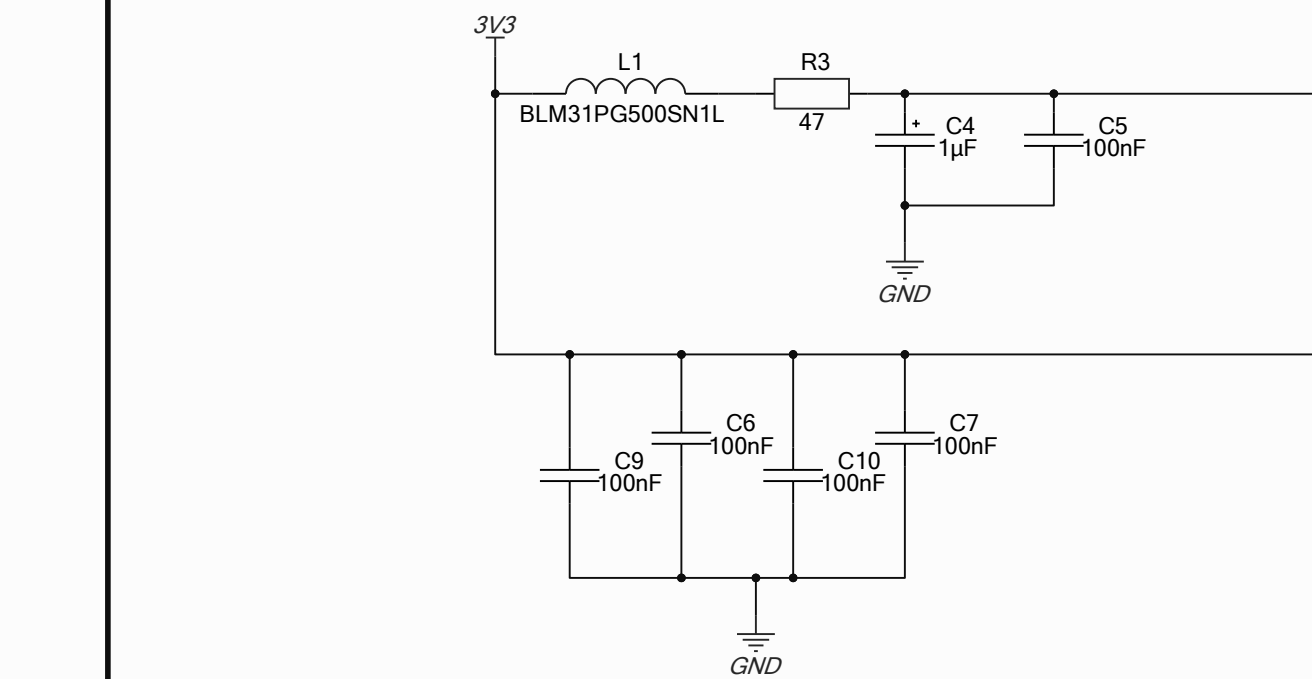 3V3
L1
BLM31PG500SN1L
R3
47
+
C4
1µF
C5
100nF
GND
C9
100nF
C6
100nF
C10
100nF
C7
100nF
GND